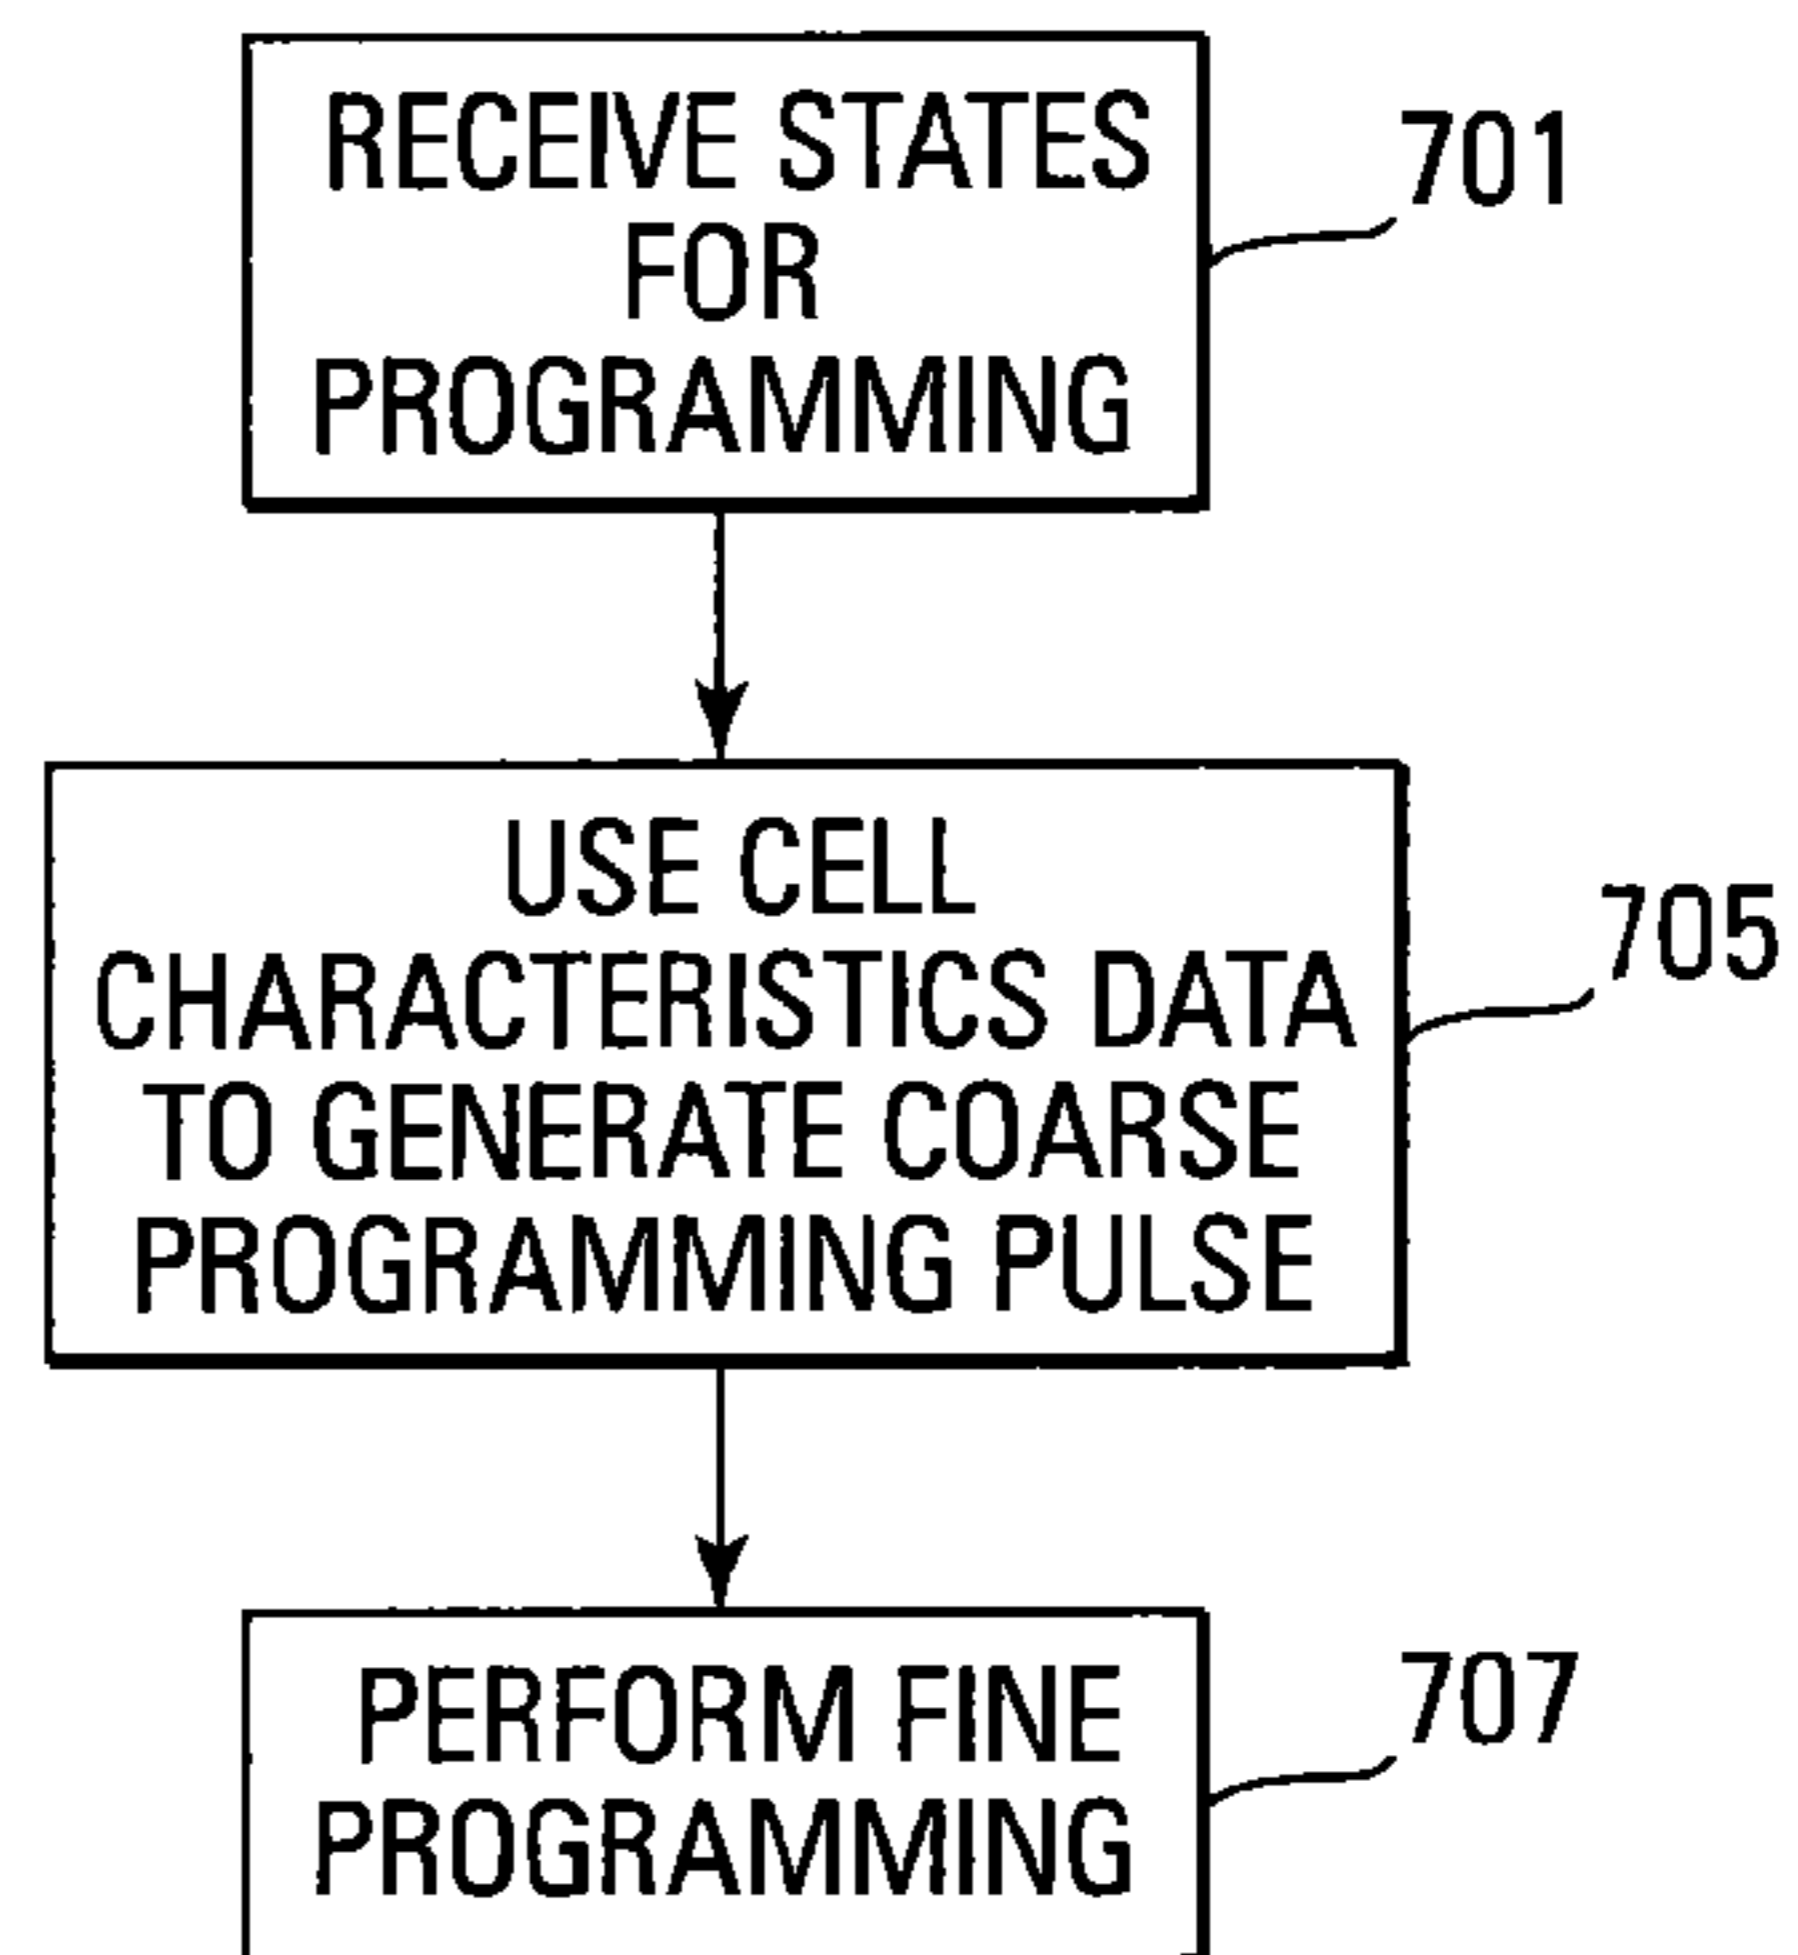 RECEIVE STATES
FOR
PROGRAMMING
701
USE CELL
CHARACTERISTICS DATA
TO GENERATE COARSE
PROGRAMMING PULSE
705
PERFORM FINE
PROGRAMMING
707